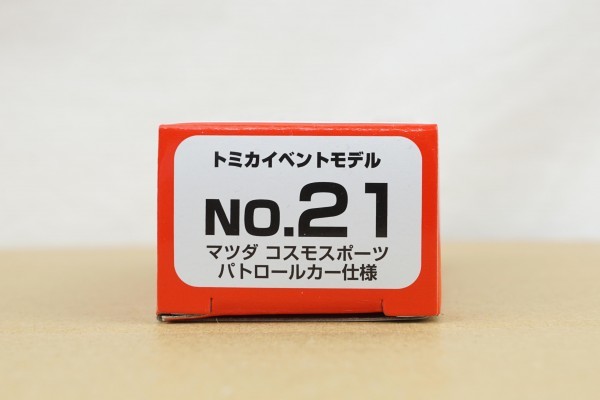 トミカイベントモデル
NO.21
マツダ コスモスポーツ
パトロールカー仕様